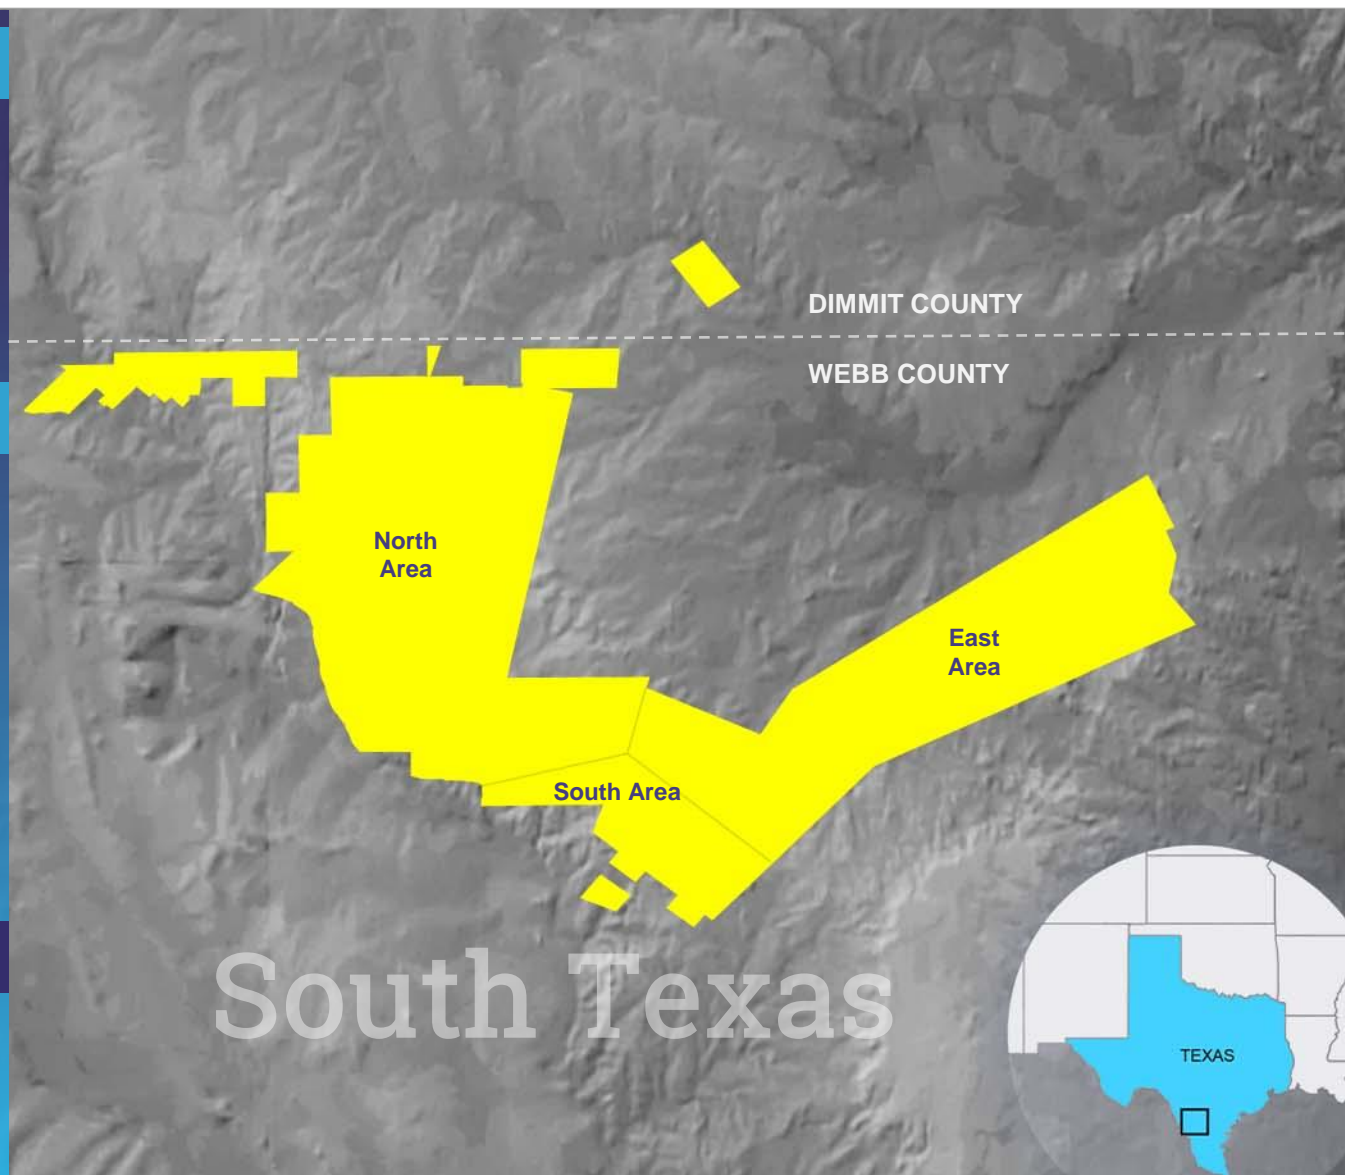 DIMMIT COUNTY
WEBB COUNTY
North
Area
East
Area
South Area
South Texas
TEXAS